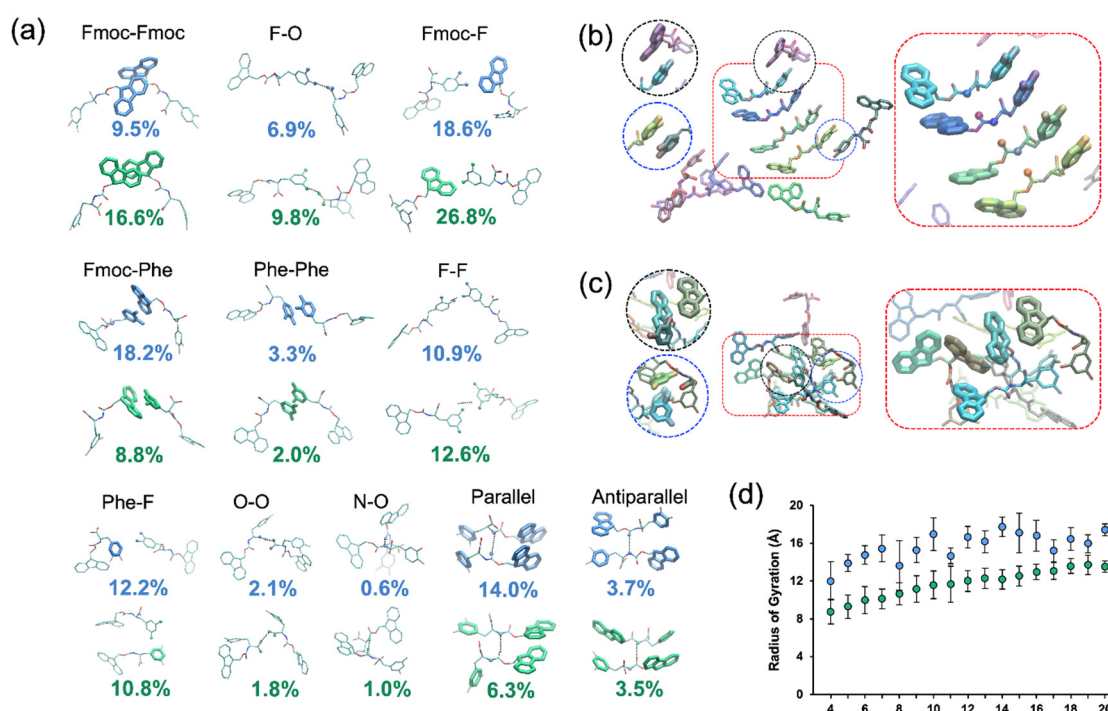 (a)
Fmoc-Fmoc F-O Fmoc-F
9.5% 6.9% 18.6%
16.6% 9.8% 26.8%
Fmoc-Phe Phe-Phe F-F
18.2% 3.3% 10.9%
8.8% 2.0% 12.6%
Phe-F O-O N-O Parallel Antiparallel
12.2% 2.1% 0.6% 14.0% 3.7%
10.8% 1.8% 1.0% 6.3% 3.5%
(b)
(c)
(d)
Radius of Gyration (Å)
20
16
12
8
4
0
4 6 8 10 12 14 16 18 20